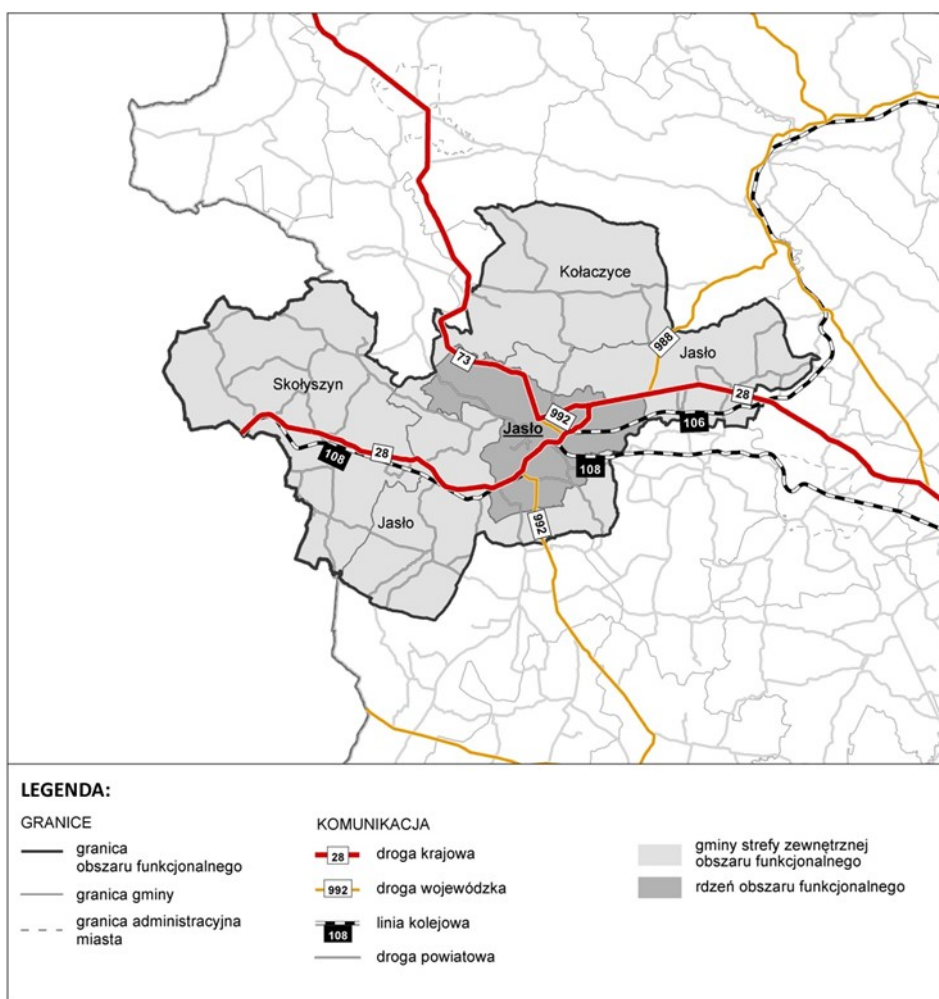 Kołaczyce
988
Jasło
73
Skołyszyn
28
992
Jasło
106
28
108
108
Jasło
992
LEGENDA:
GRANICE
granica
obszaru funkcjonalnego
granica gminy
granica administracyjna
miasta
KOMUNIKACJA
28 droga krajowa
992 droga wojewódzka
108 linia kolejowa
droga powiatowa
gminy strefy zewnętrznej
obszaru funkcjonalnego
rdzeń obszaru funkcjonalnego